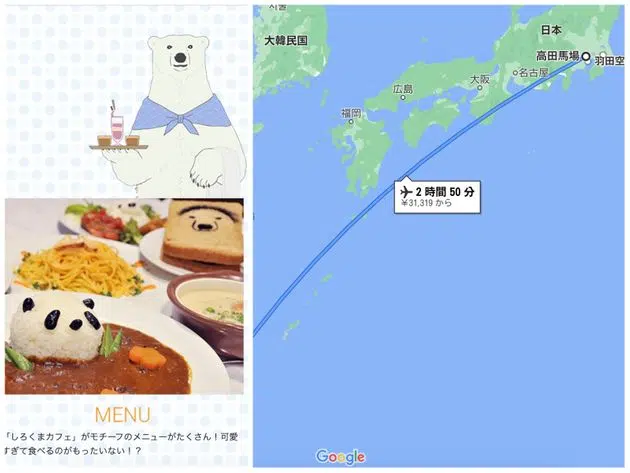 MENU
「しろくまカフェ」がモチーフのメニューがたくさん！可愛
すぎて食べるのがもったいない！？
大韓民国
日本
高田馬場
羽田空
名古屋
大阪
広島
福岡
2 時間 50 分
¥31,319 から
Google